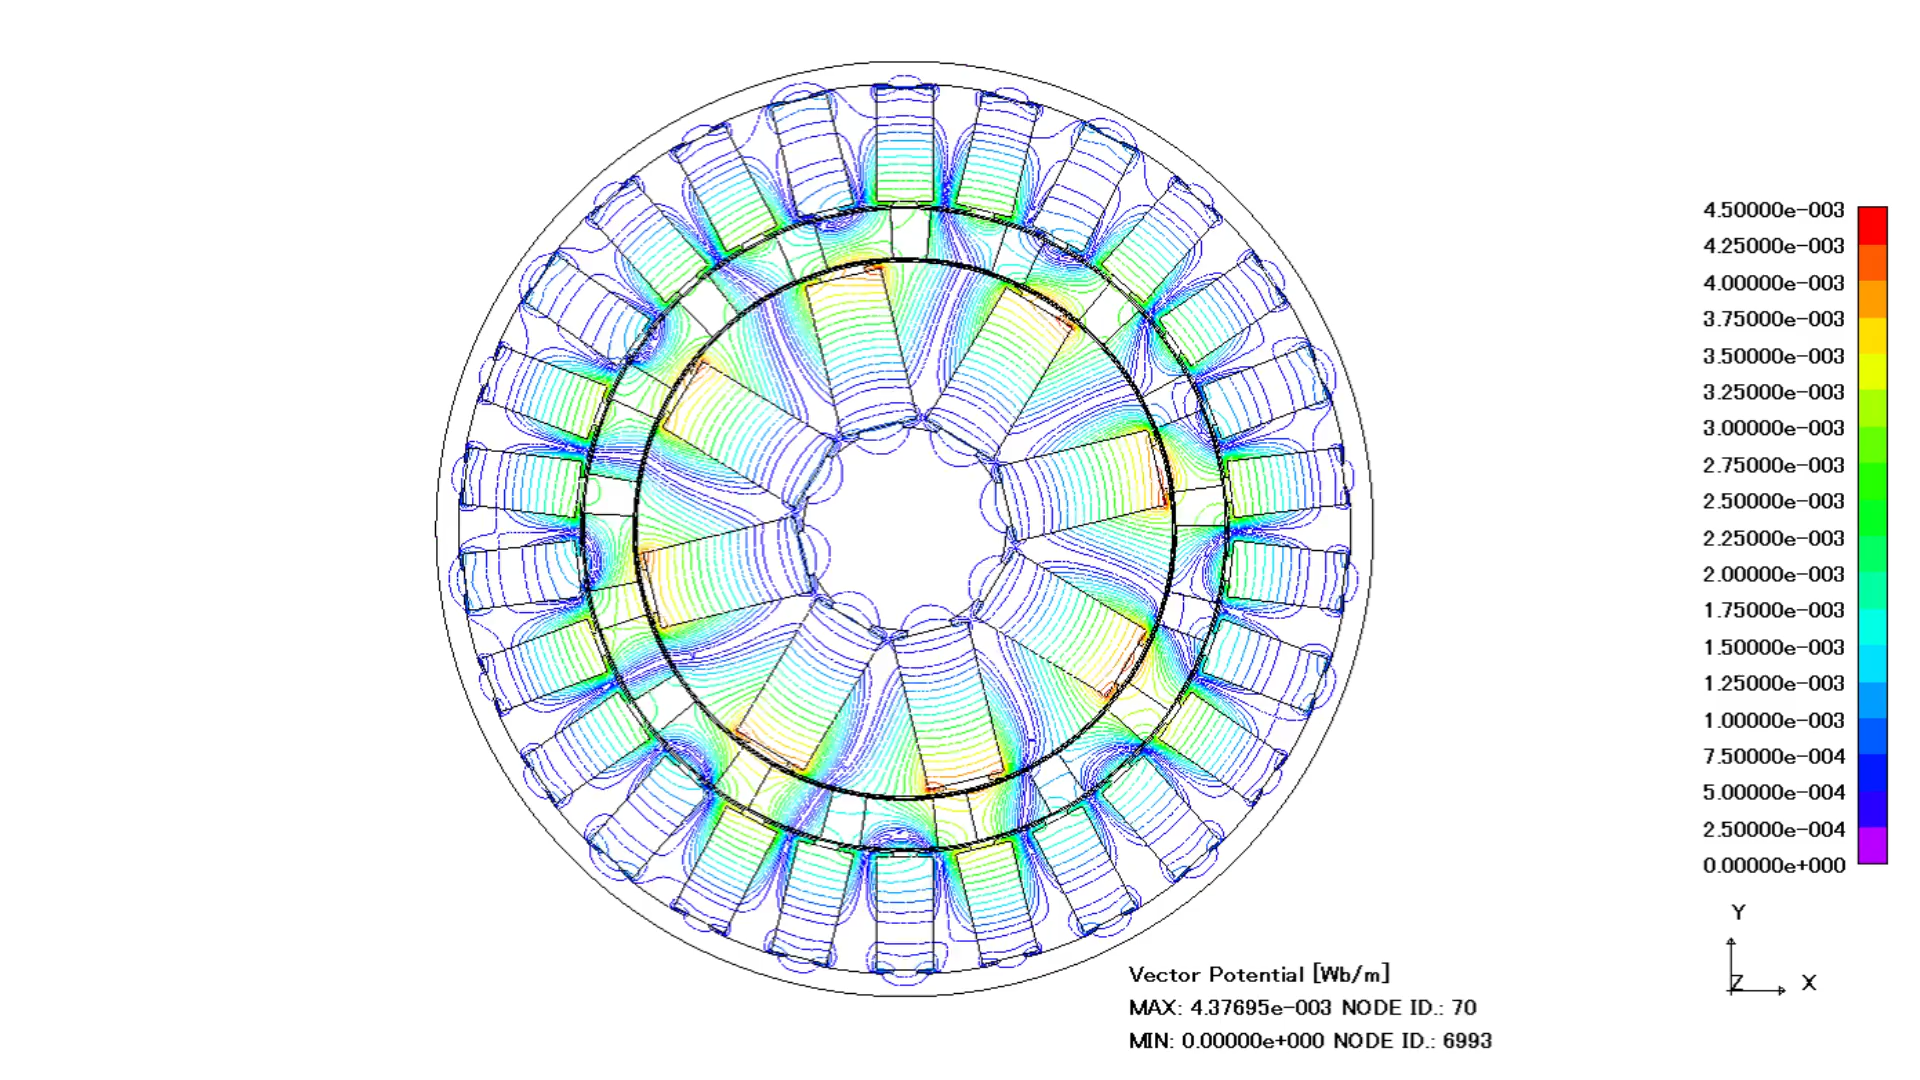 4.50000e-003
4.25000e-003
4.00000e-003
3.75000e-003
3.50000e-003
3.25000e-003
3.00000e-003
2.75000e-003
2.50000e-003
2.25000e-003
2.00000e-003
1.75000e-003
1.50000e-003
1.25000e-003
1.00000e-003
7.50000e-004
5.00000e-004
2.50000e-004
0.00000e+000
Y
Z
X
Vector Potential [Wb/m]
MAX: 4.37695e-003 NODE ID.: 70
MIN: 0.00000e+000 NODE ID.: 6993